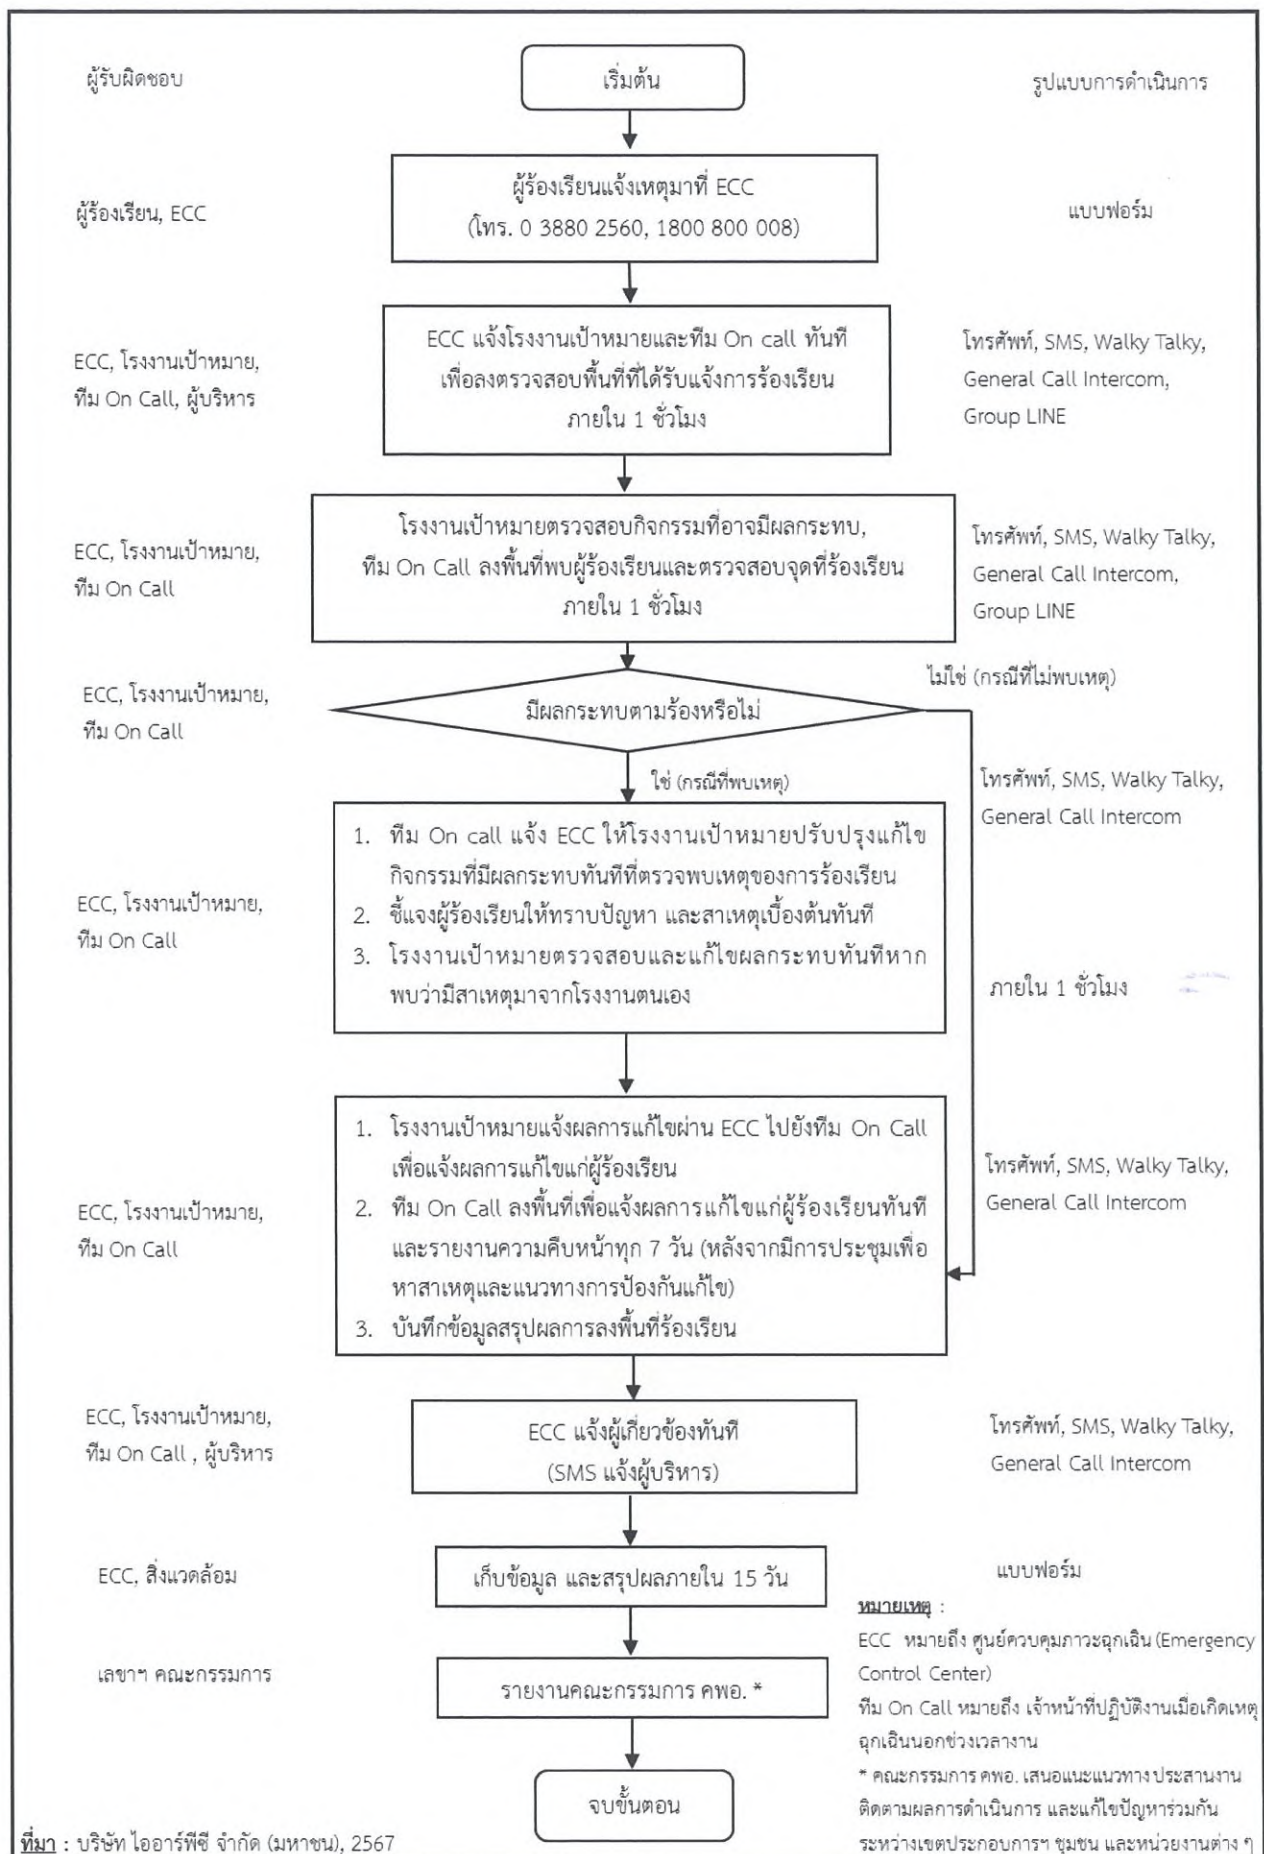 ผู้รับผิดชอบ
เริ่มต้น
รูปแบบการดำเนินการ
ผู้ร้องเรียน, ECC
ผู้ร้องเรียนแจ้งเหตุมาที่ ECC
(โทร. 0 3880 2560, 1800 800 008)
แบบฟอร์ม
ECC, โรงงานเป้าหมาย,
ทีม On Call, ผู้บริหาร
ECC แจ้งโรงงานเป้าหมายและทีม On call ทันที
เพื่อลงตรวจสอบพื้นที่ที่ได้รับแจ้งการร้องเรียน
ภายใน 1 ชั่วโมง
โทรศัพท์, SMS, Walky Talky,
General Call Intercom,
Group LINE
ECC, โรงงานเป้าหมาย,
ทีม On Call
โรงงานเป้าหมายตรวจสอบกิจกรรมที่อาจมีผลกระทบ,
ทีม On Call ลงพื้นที่พบผู้ร้องเรียนและตรวจสอบจุดที่ร้องเรียน
ภายใน 1 ชั่วโมง
โทรศัพท์, SMS, Walky Talky,
General Call Intercom,
Group LINE
ECC, โรงงานเป้าหมาย,
ทีม On Call
มีผลกระทบตามร้องหรือไม่
ไม่ใช่ (กรณีที่ไม่พบเหตุ)
ใช่ (กรณีที่พบเหตุ)
โทรศัพท์, SMS, Walky Talky,
General Call Intercom
ECC, โรงงานเป้าหมาย,
ทีม On Call
1. ทีม On call แจ้ง ECC ให้โรงงานเป้าหมายปรับปรุงแก้ไข
กิจกรรมที่มีผลกระทบทันทีที่ตรวจพบเหตุของการร้องเรียน
2. ชี้แจงผู้ร้องเรียนให้ทราบปัญหา และสาเหตุเบื้องต้นทันที
3. โรงงานเป้าหมายตรวจสอบและแก้ไขผลกระทบทันทีหาก
พบว่ามีสาเหตุมาจากโรงงานตนเอง
ภายใน 1 ชั่วโมง
ECC, โรงงานเป้าหมาย,
ทีม On Call
1. โรงงานเป้าหมายแจ้งผลการแก้ไขผ่าน ECC ไปยังทีม On Call
เพื่อแจ้งผลการแก้ไขแก่ผู้ร้องเรียน
2. ทีม On Call ลงพื้นที่เพื่อแจ้งผลการแก้ไขแก่ผู้ร้องเรียนทันที
และรายงานความคืบหน้าทุก 7 วัน (หลังจากมีการประชุมเพื่อ
หาสาเหตุและแนวทางการป้องกันแก้ไข)
3. บันทึกข้อมูลสรุปผลการลงพื้นที่ร้องเรียน
โทรศัพท์, SMS, Walky Talky,
General Call Intercom
ECC, โรงงานเป้าหมาย,
ทีม On Call , ผู้บริหาร
ECC แจ้งผู้เกี่ยวข้องทันที
(SMS แจ้งผู้บริหาร)
โทรศัพท์, SMS, Walky Talky,
General Call Intercom
ECC, สิ่งแวดล้อม
เก็บข้อมูล และสรุปผลภายใน 15 วัน
แบบฟอร์ม
เลขาฯ คณะกรรมการ
รายงานคณะกรรมการ คพอ. *
จบขั้นตอน
หมายเหตุ :
ECC หมายถึง ศูนย์ควบคุมภาวะฉุกเฉิน (Emergency
Control Center)
ทีม On Call หมายถึง เจ้าหน้าที่ปฏิบัติงานเมื่อเกิดเหตุ
ฉุกเฉินนอกช่วงเวลางาน
* คณะกรรมการ คพอ. เสนอแนะแนวทาง ประสานงาน
ติดตามผลการดำเนินการ และแก้ไขปัญหาร่วมกัน
ระหว่างเขตประกอบการฯ ชุมชน และหน่วยงานต่าง ๆ
ที่มา : บริษัท ไออาร์พีซี จำกัด (มหาชน), 2567